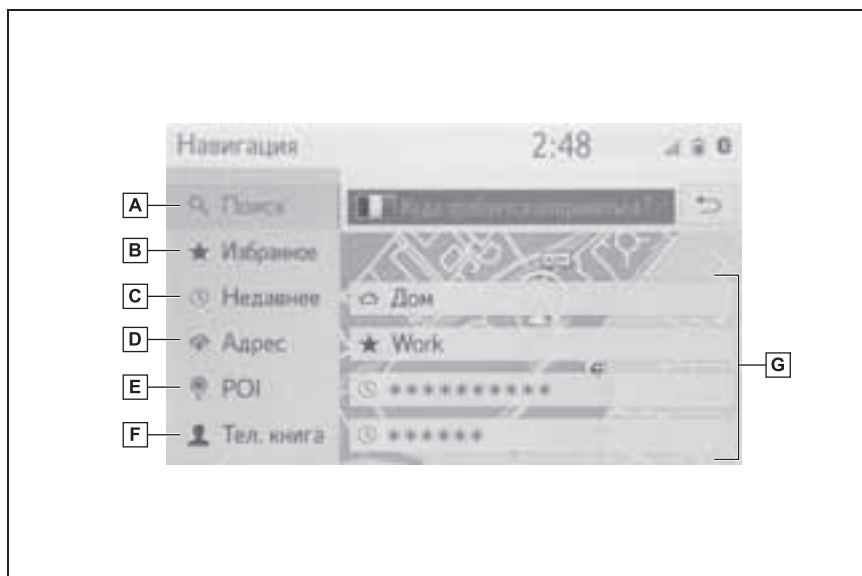 Навигация 2:48
A Поиск
B Избранное
C Недавнее Дом
D Адрес Work
E POI **********
F Тел. книга ******
G